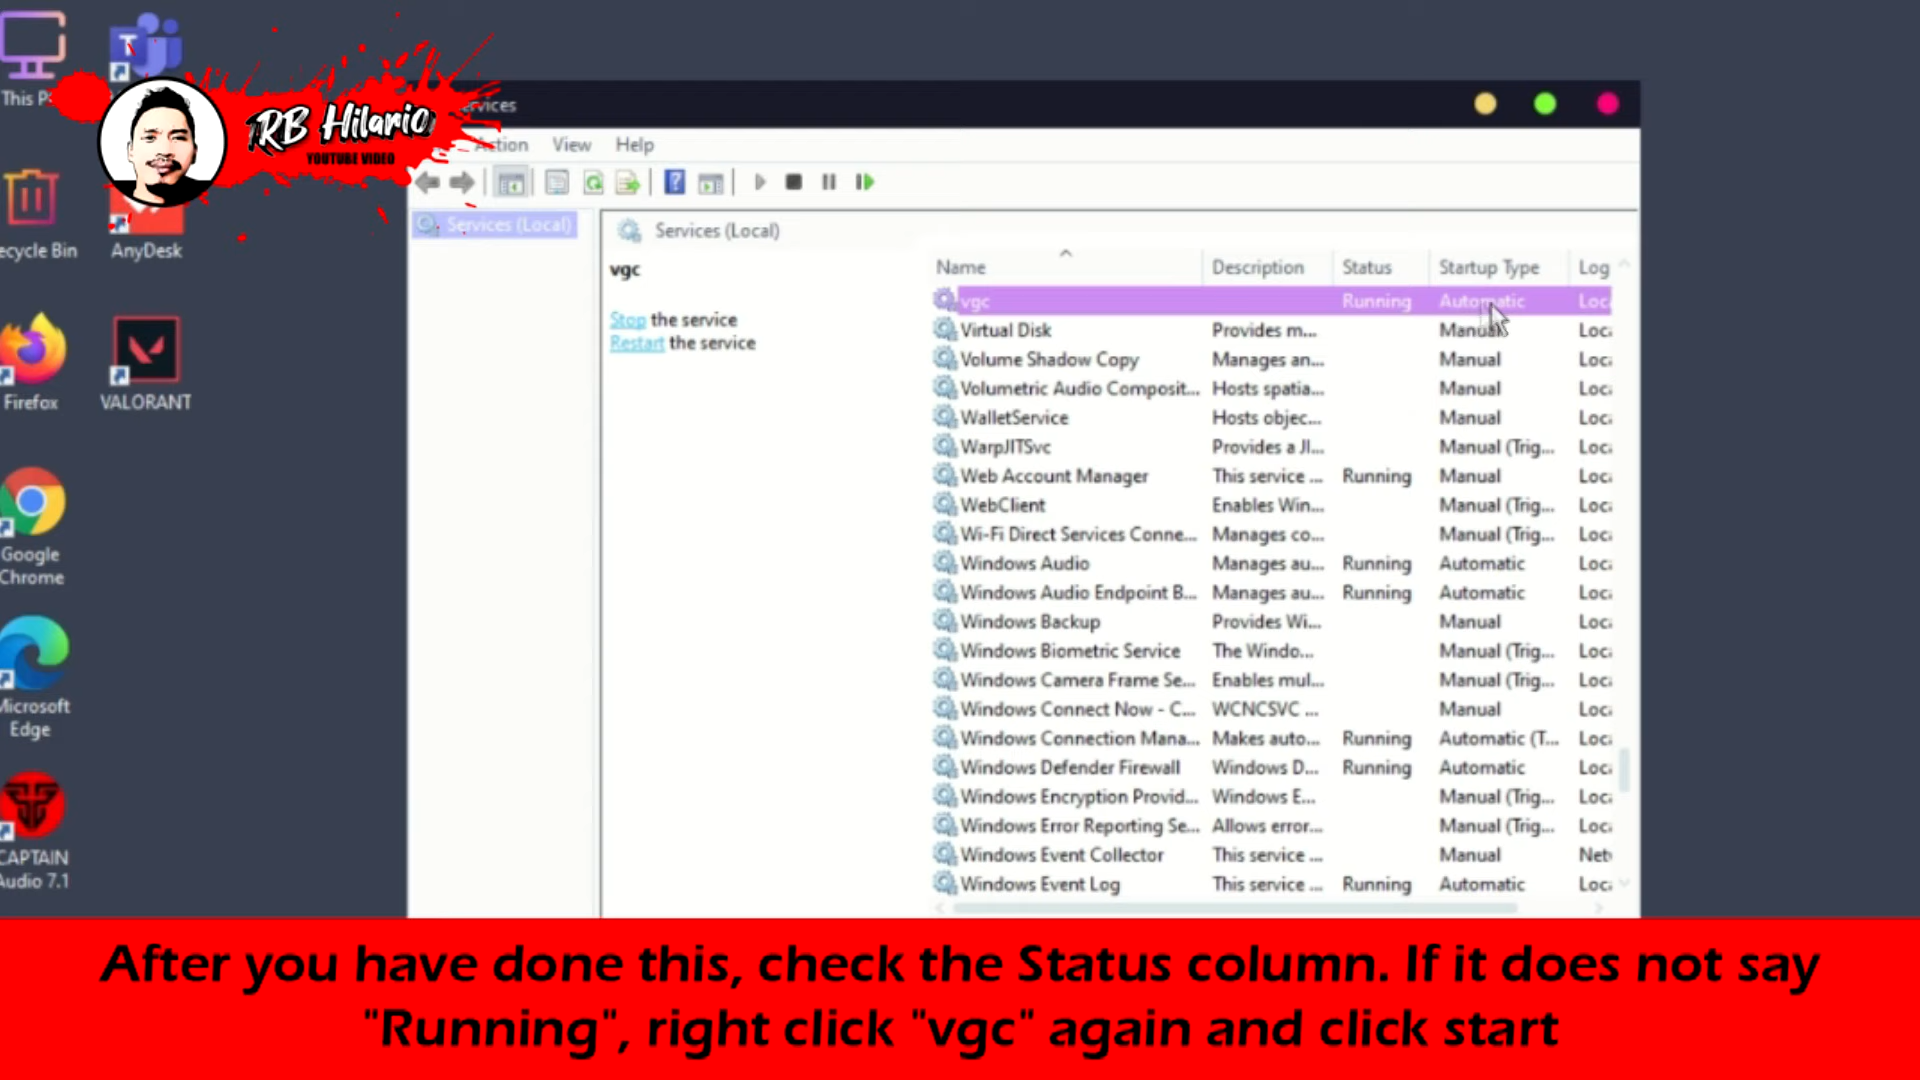 This P
RB Hilario
YOUTUBE VIDEO
ecycle Bin
AnyDesk
Firefox
VALORANT
Google
Chrome
Microsoft
Edge
CAPTAIN
Audio 7.1
ervices
Action View Help
Services (Local)
Services (Local)
vgc
Stop the service
Restart the service
Name Description Status Startup Type Log
vgc Running Automatic Loc
Virtual Disk Provides m... Manual Loc
Volume Shadow Copy Manages an... Manual Loc
Volumetric Audio Composit... Hosts spatia... Manual Loc
WalletService Hosts objec... Manual Loc
WarpJITSvc Provides a JI... Manual (Trig... Loc
Web Account Manager This service ... Running Manual Loc
WebClient Enables Win... Manual (Trig... Loc
Wi-Fi Direct Services Conne... Manages co... Manual (Trig... Loc
Windows Audio Manages au... Running Automatic Loc
Windows Audio Endpoint B... Manages au... Running Automatic Loc
Windows Backup Provides Wi... Manual Loc
Windows Biometric Service The Windo... Manual (Trig... Loc
Windows Camera Frame Se... Enables mul... Manual (Trig... Loc
Windows Connect Now - C... WCNCSVC ... Manual Loc
Windows Connection Mana... Makes auto... Running Automatic (T... Loc
Windows Defender Firewall Windows D... Running Automatic Loc
Windows Encryption Provid... Windows E... Manual (Trig... Loc
Windows Error Reporting Se... Allows error... Manual (Trig... Loc
Windows Event Collector This service ... Manual Net
Windows Event Log This service ... Running Automatic Loc
After you have done this, check the Status column. If it does not say
"Running", right click "vgc" again and click start